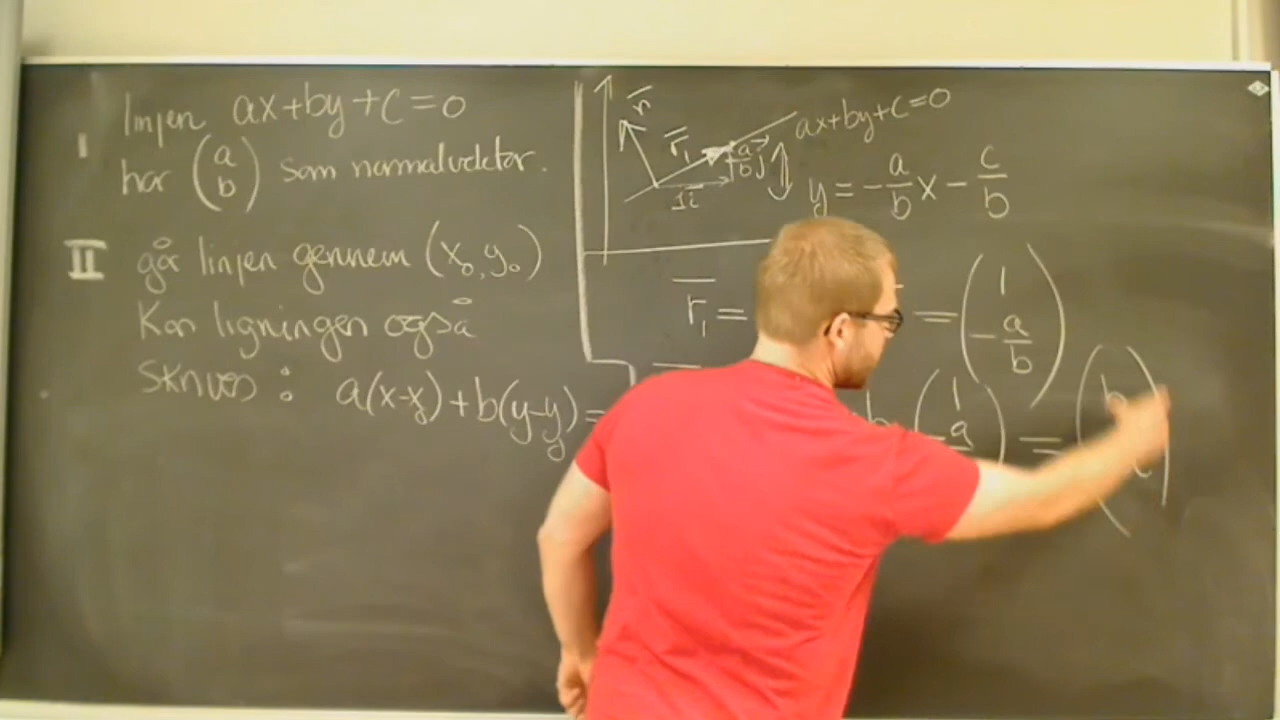 I linjen ax+by+c=0
har (a b) som normalvektor.
II går linjen gennem (x₀,y₀)
Kan ligningen også
skrives : a(x-x₀)+b(y-y₀)=
r
r₁
ax+by+c=0
1i
a/b j
y = -a/b x - c/b
r₁ = = (1 -a/b)
b (1 -a = (b